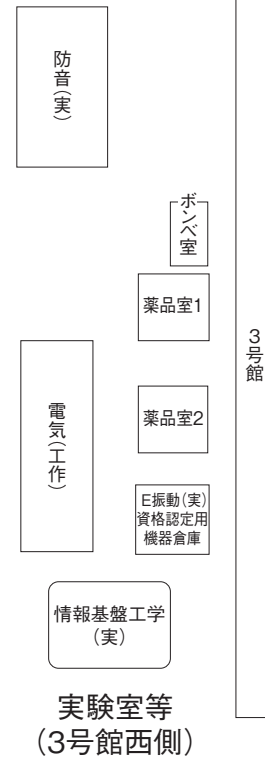 防音（実）
ボンベ室
薬品室1
3号館
薬品室2
電気（工作）
E振動（実）
資格認定用
機器倉庫
情報基盤工学
（実）
実験室等
（3号館西側）